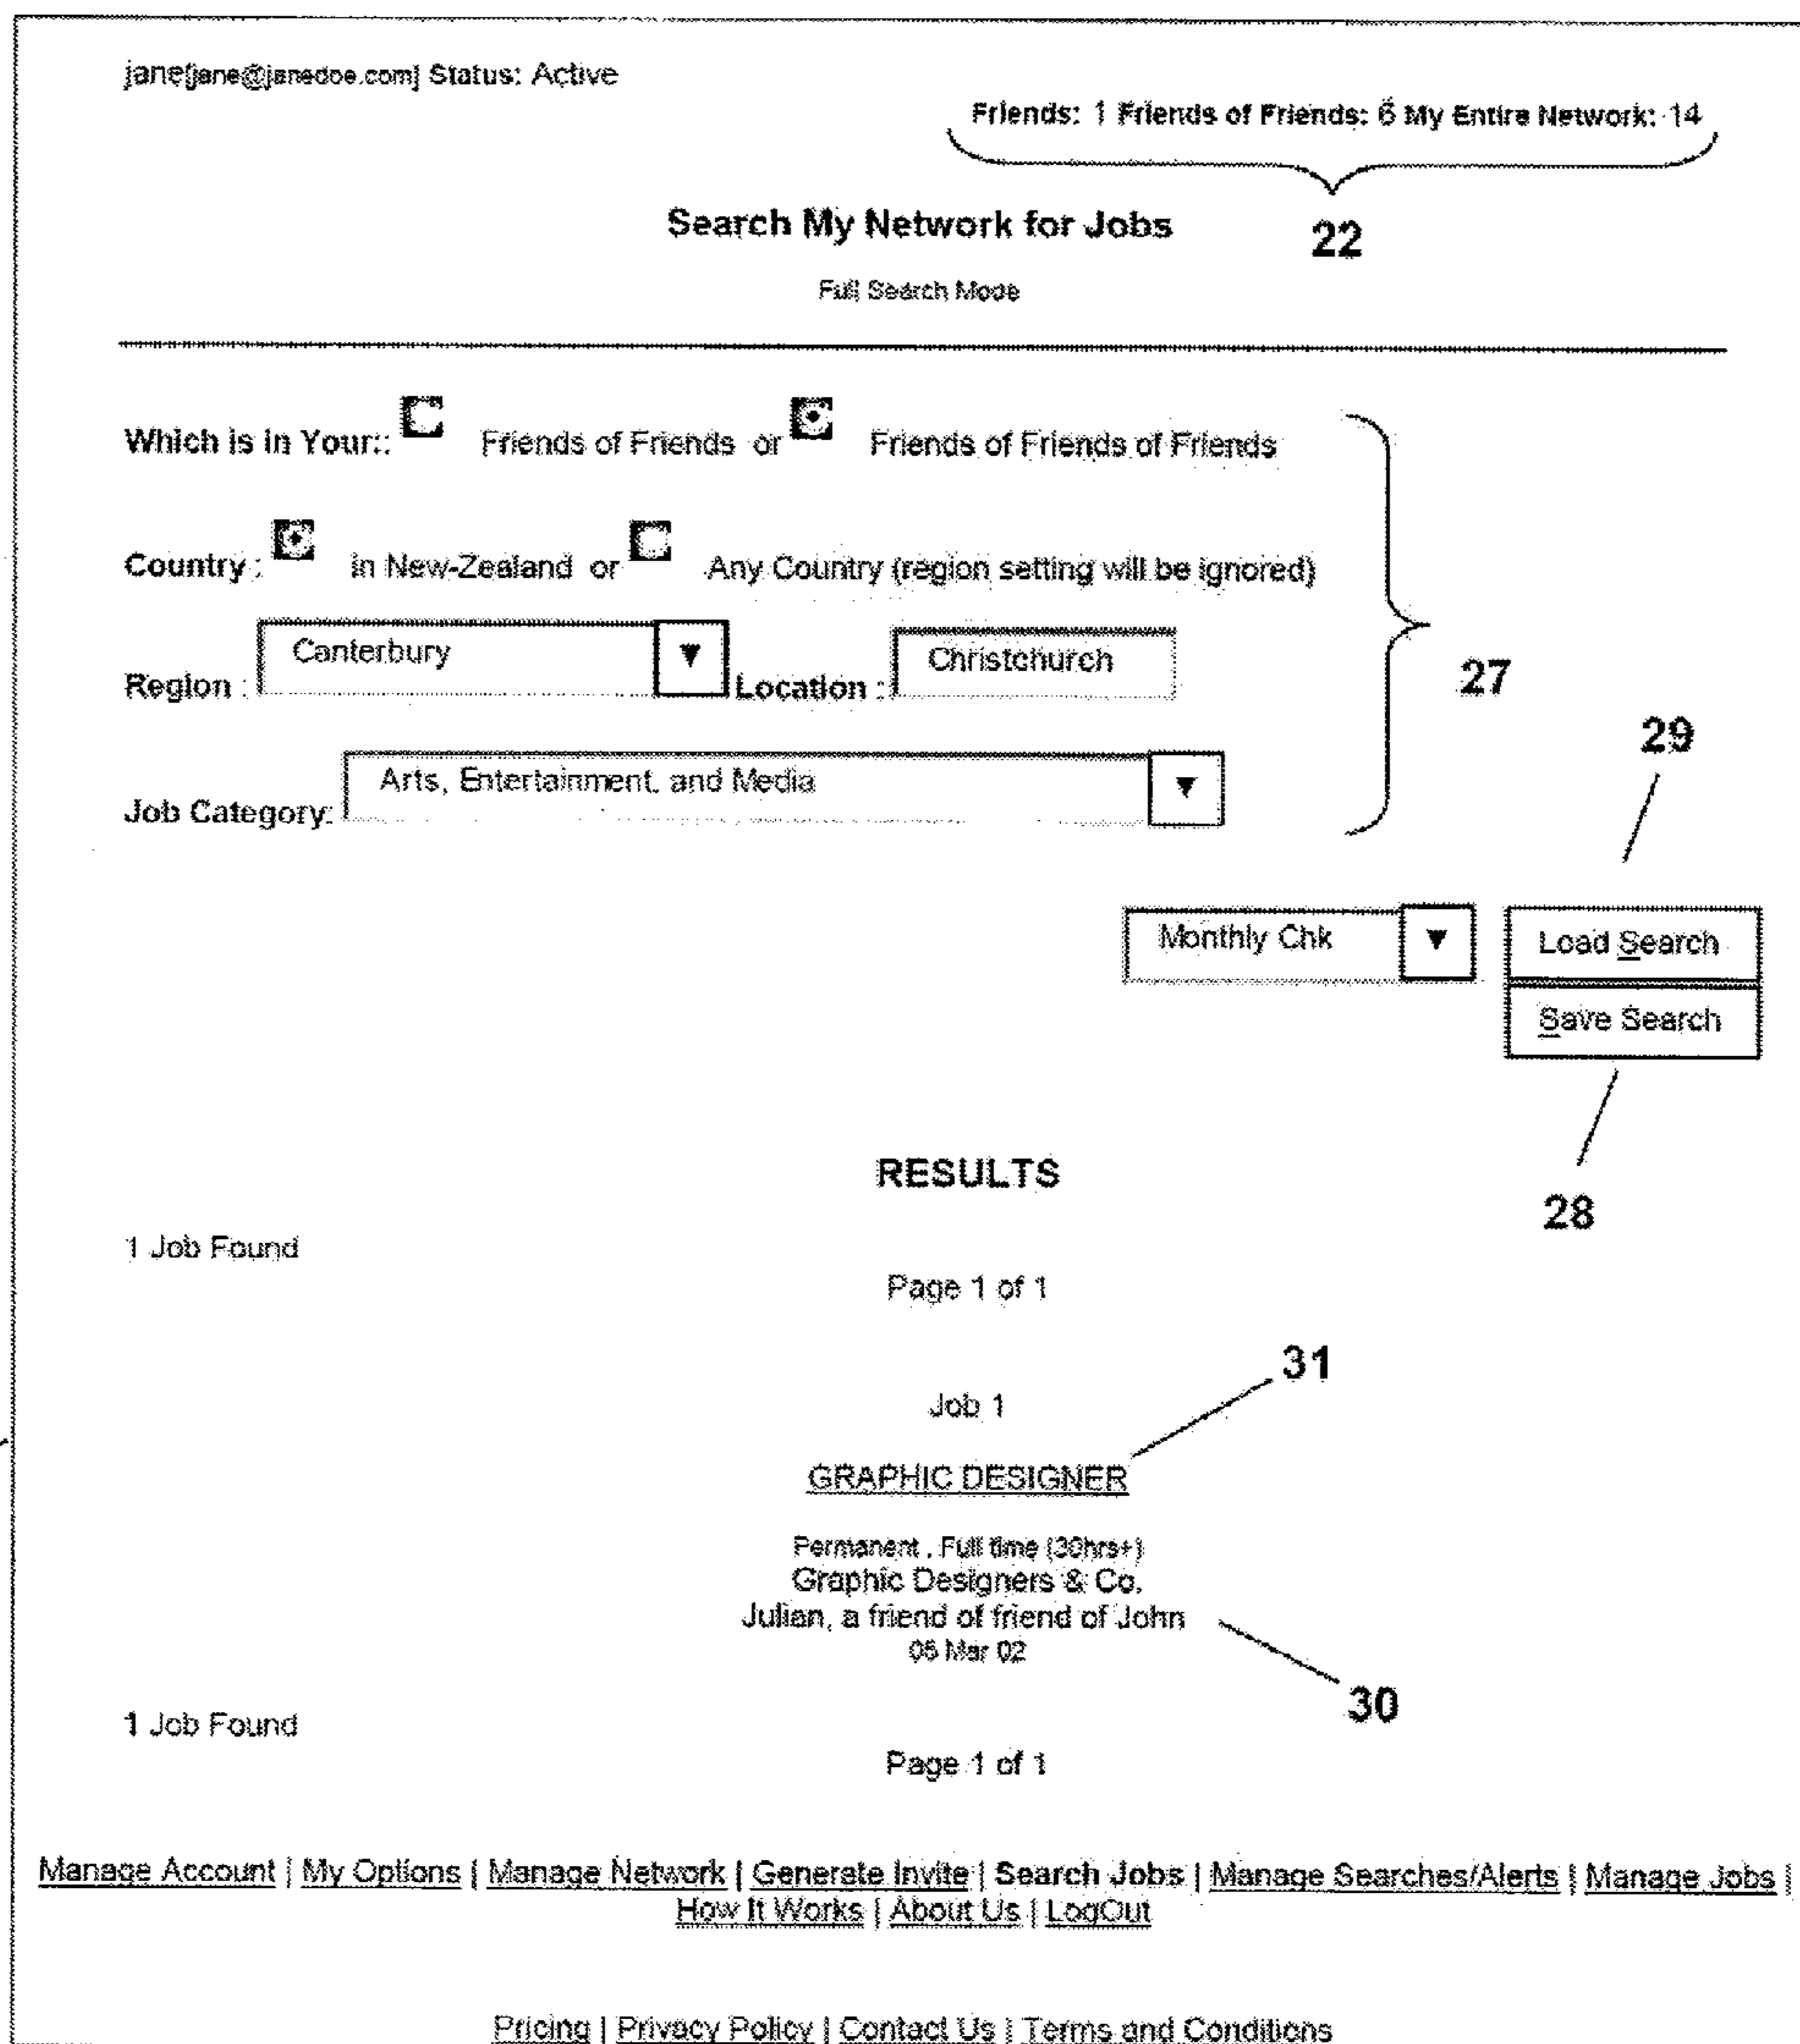 jane[jane@janedoe.com] Status: Active
Friends: 1 Friends of Friends: 6 My Entire Network: 14
22
Search My Network for Jobs
Full Search Mode
Which is in Your:: Friends of Friends or Friends of Friends of Friends
Country : in New-Zealand or Any Country (region setting will be ignored)
Region : Canterbury ▼ Location : Christchurch
27
29
Job Category: Arts, Entertainment, and Media ▼
Monthly Chk ▼ Load Search
Save Search
28
RESULTS
1 Job Found
Page 1 of 1
31
Job 1
GRAPHIC DESIGNER
Permanent , Full time (30hrs+)
Graphic Designers & Co.
Julian, a friend of friend of John
Mar 02
30
1 Job Found
Page 1 of 1
Manage Account | My Options | Manage Network | Generate Invite | Search Jobs | Manage Searches/Alerts | Manage Jobs |
How It Works | About Us | LogOut
Pricing | Privacy Policy | Contact Us | Terms and Conditions